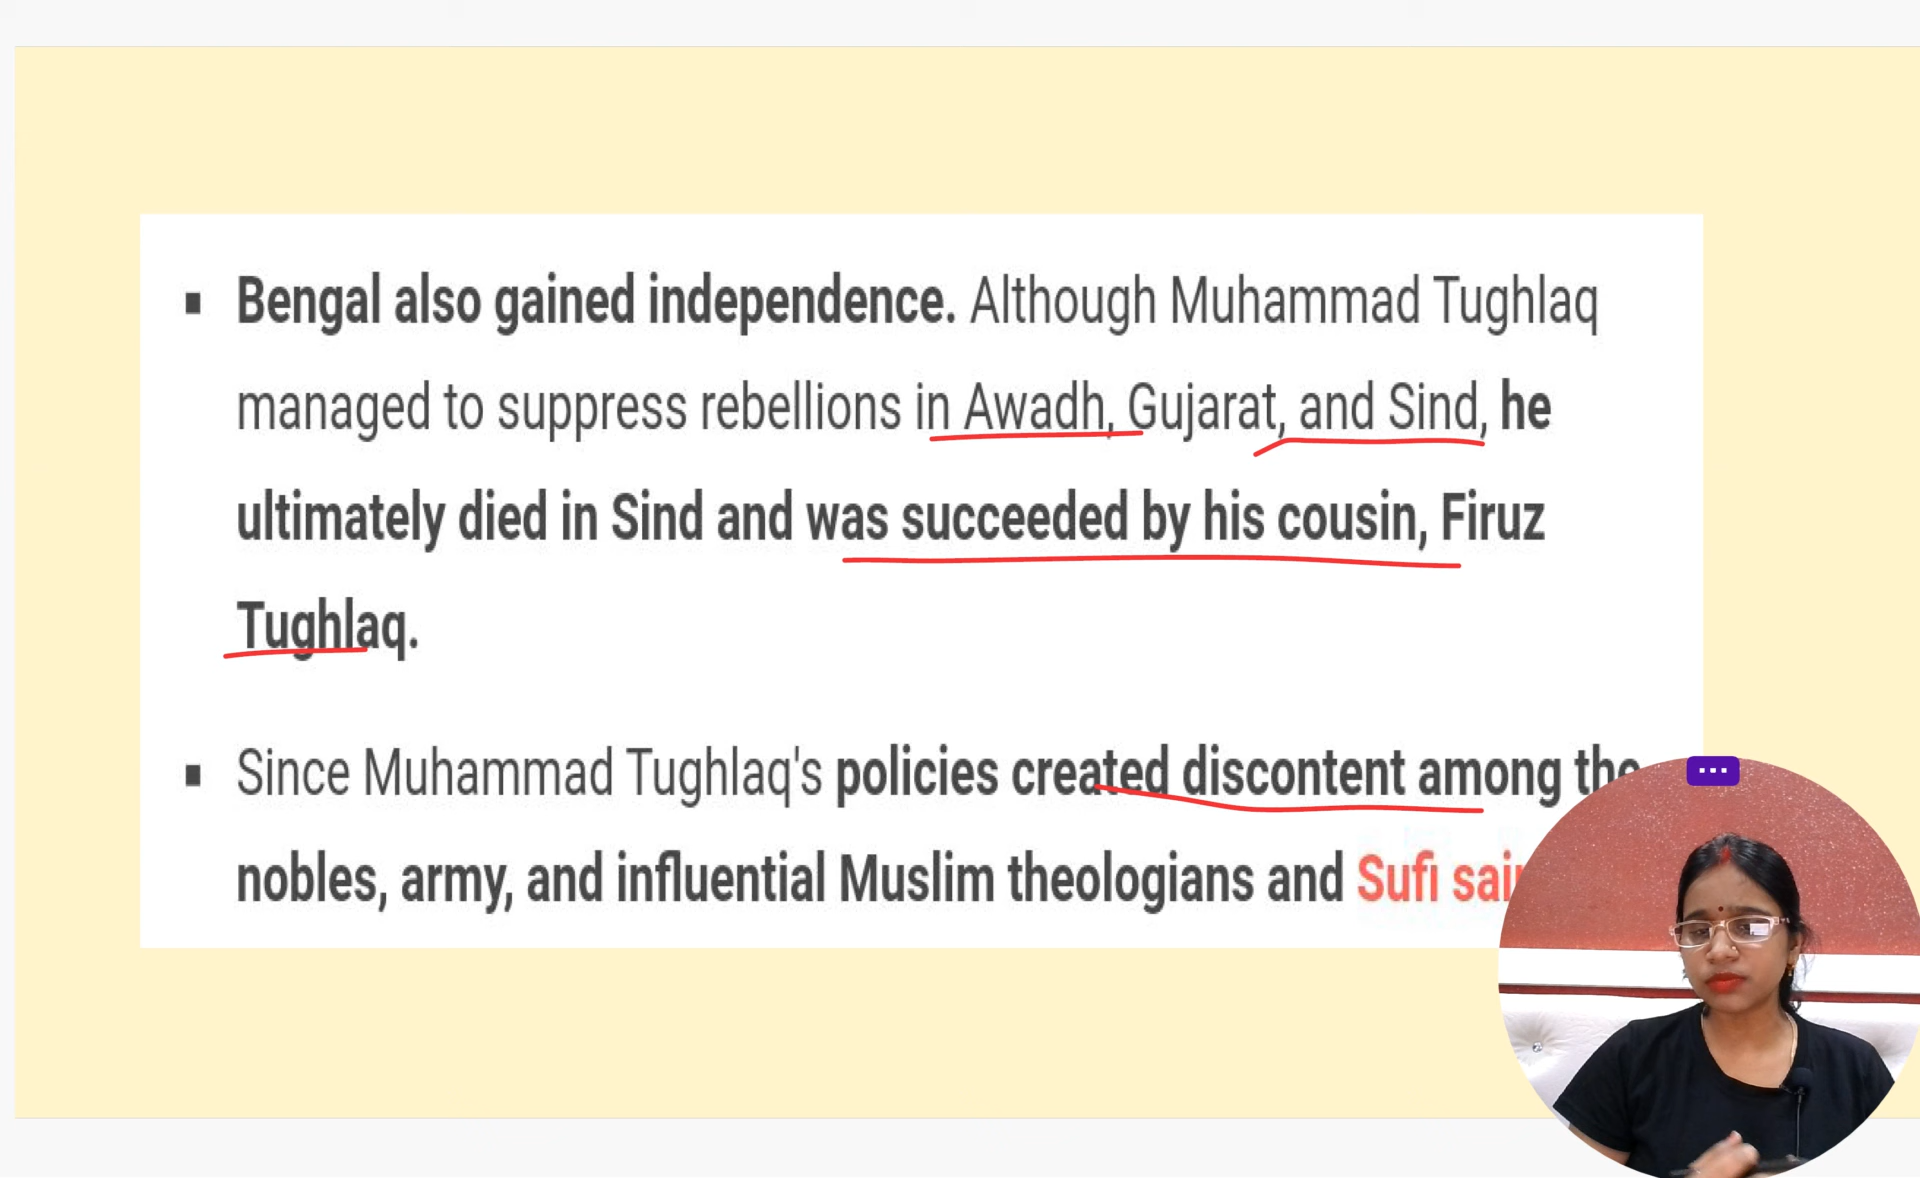 ▪ Bengal also gained independence. Although Muhammad Tughlaq
managed to suppress rebellions in Awadh, Gujarat, and Sind, he
ultimately died in Sind and was succeeded by his cousin, Firuz
Tughlaq.
▪ Since Muhammad Tughlaq's policies created discontent among the
nobles, army, and influential Muslim theologians and Sufi